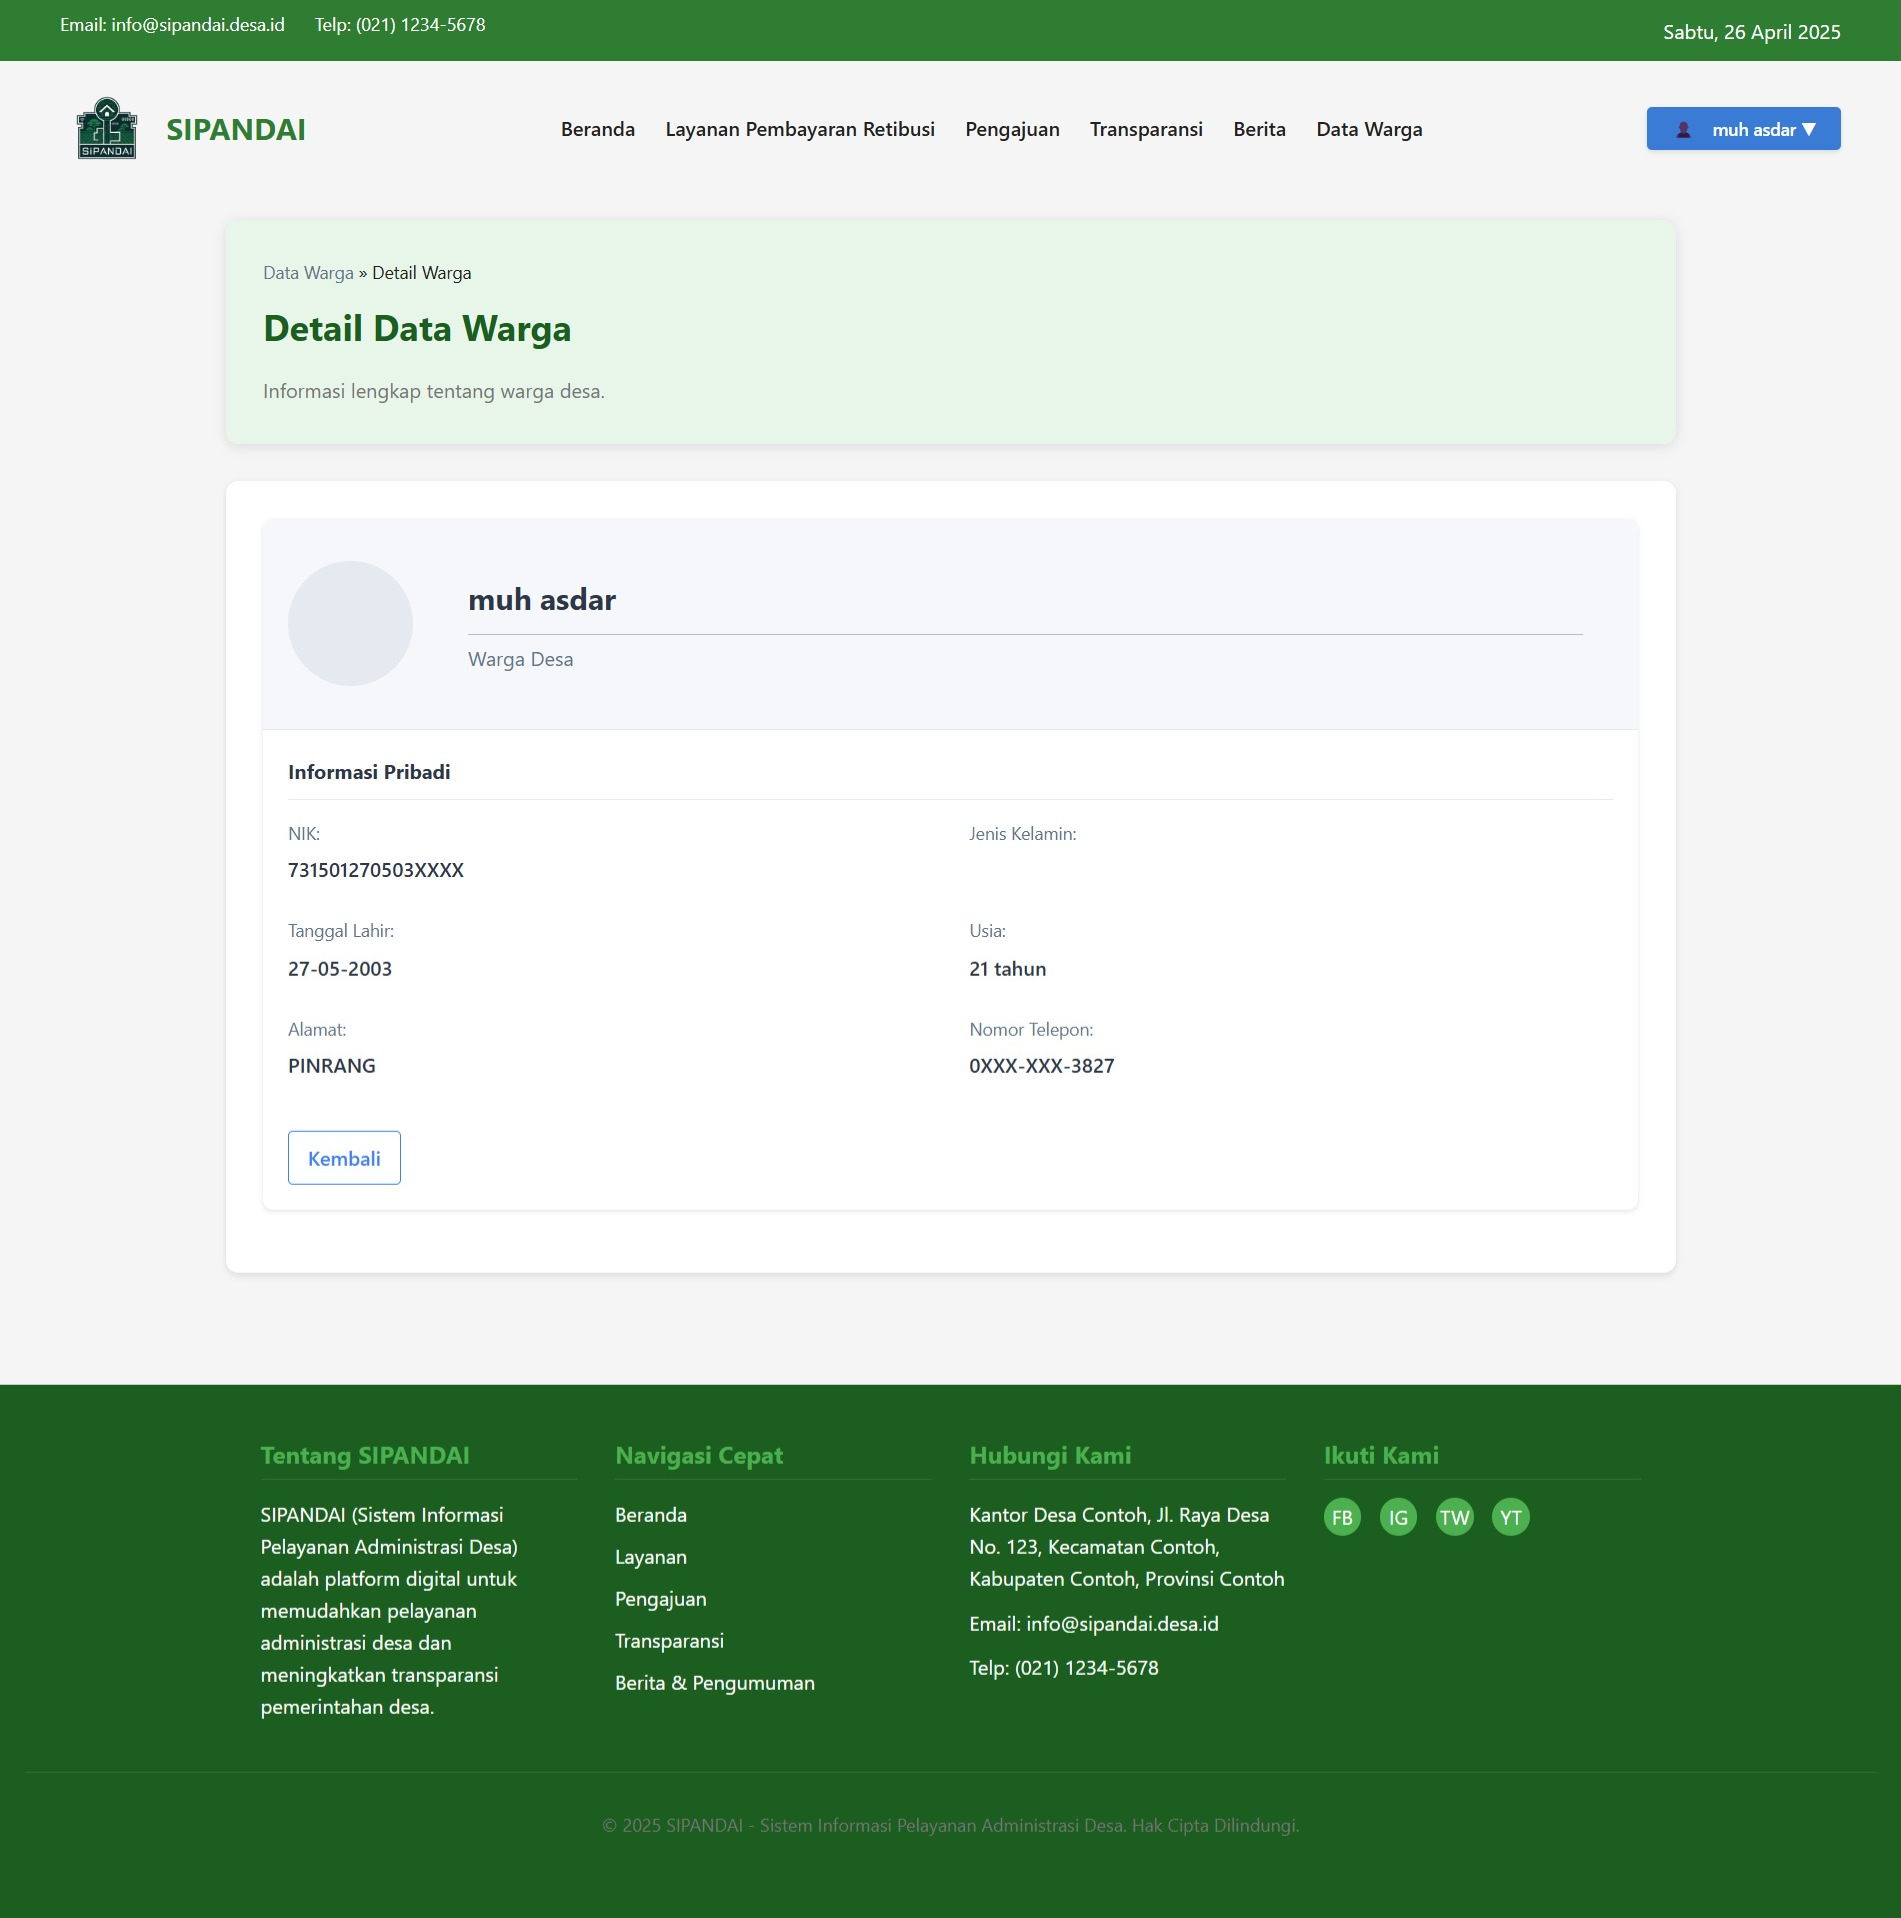 Email: info@sipandai.desa.id Telp: (021) 1234-5678 Sabtu, 26 April 2025
SIPANDAI
SIPANDAI Beranda Layanan Pembayaran Retibusi Pengajuan Transparansi Berita Data Warga muh asdar ▼
Data Warga » Detail Warga
Detail Data Warga
Informasi lengkap tentang warga desa.
muh asdar
Warga Desa
Informasi Pribadi
NIK: Jenis Kelamin:
731501270503XXXX
Tanggal Lahir: Usia:
27-05-2003 21 tahun
Alamat: Nomor Telepon:
PINRANG 0XXX-XXX-3827
Kembali
Tentang SIPANDAI
SIPANDAI (Sistem Informasi
Pelayanan Administrasi Desa)
adalah platform digital untuk
memudahkan pelayanan
administrasi desa dan
meningkatkan transparansi
pemerintahan desa.
Navigasi Cepat
Beranda
Layanan
Pengajuan
Transparansi
Berita & Pengumuman
Hubungi Kami
Kantor Desa Contoh, Jl. Raya Desa
No. 123, Kecamatan Contoh,
Kabupaten Contoh, Provinsi Contoh
Email: info@sipandai.desa.id
Telp: (021) 1234-5678
Ikuti Kami
FB IG TW YT
© 2025 SIPANDAI - Sistem Informasi Pelayanan Administrasi Desa. Hak Cipta Dilindungi.